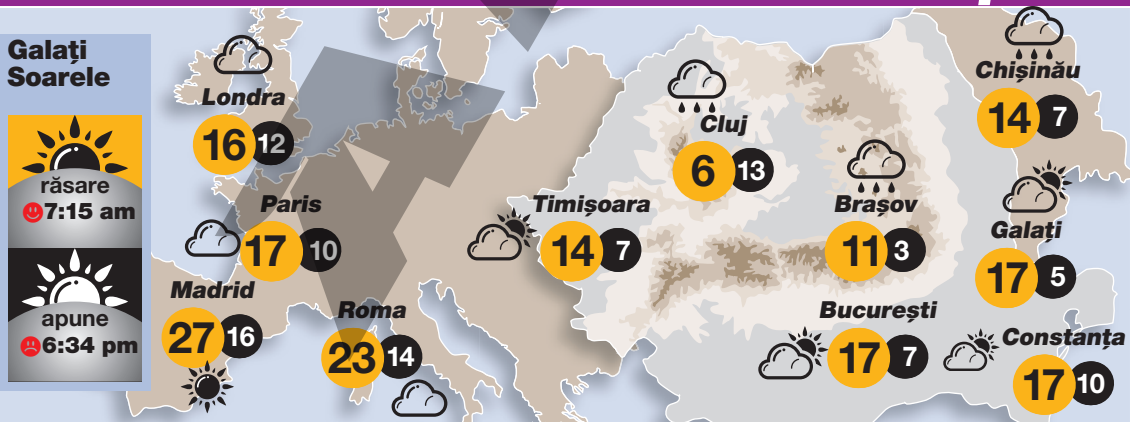 Galați
Soarele
răsare
7:15 am
apune
6:34 pm
Londra
16 12
Paris
17 10
Madrid
27 16
Roma
23 14
Timișoara
14 7
Cluj
6 13
Brașov
11 3
București
17 7
Chișinău
14 7
Galați
17 5
Constanța
17 10